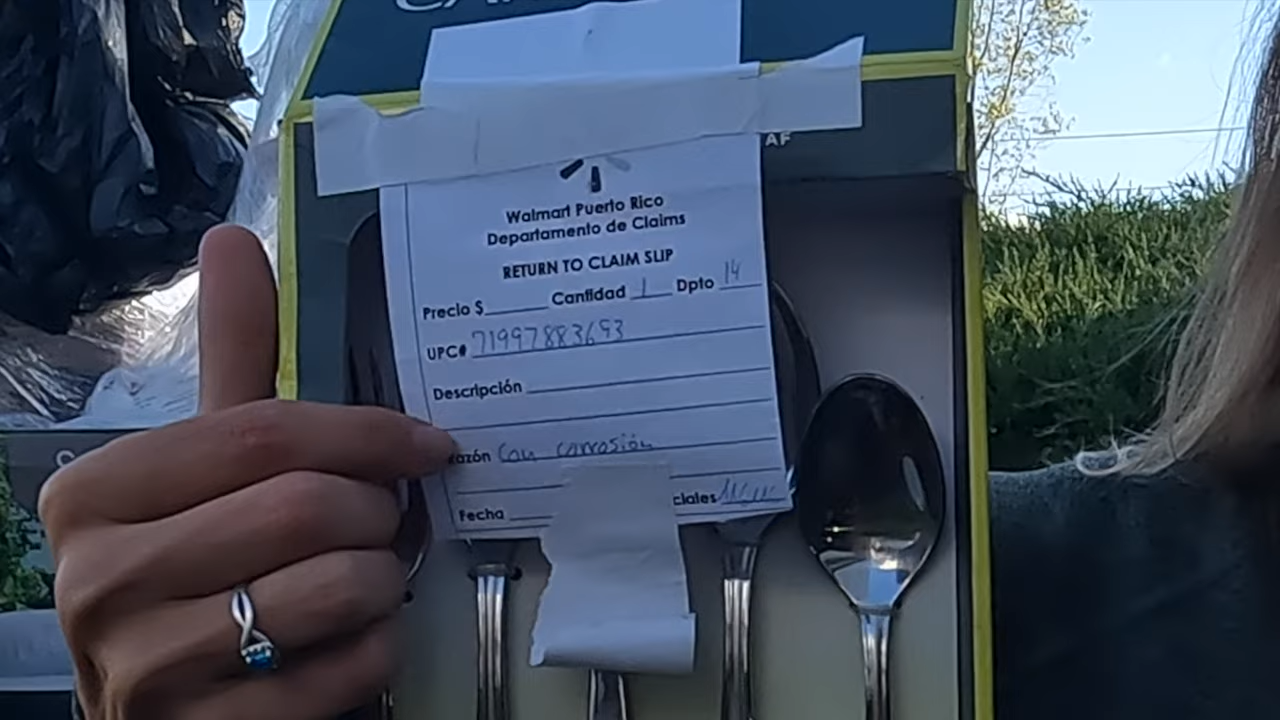 AF
Walmart Puerto Rico
Departamento de Claims
RETURN TO CLAIM SLIP
Precio $ Cantidad 1 Dpto 14
UPC# 71997883693
Descripción
Con corrosión
Fecha